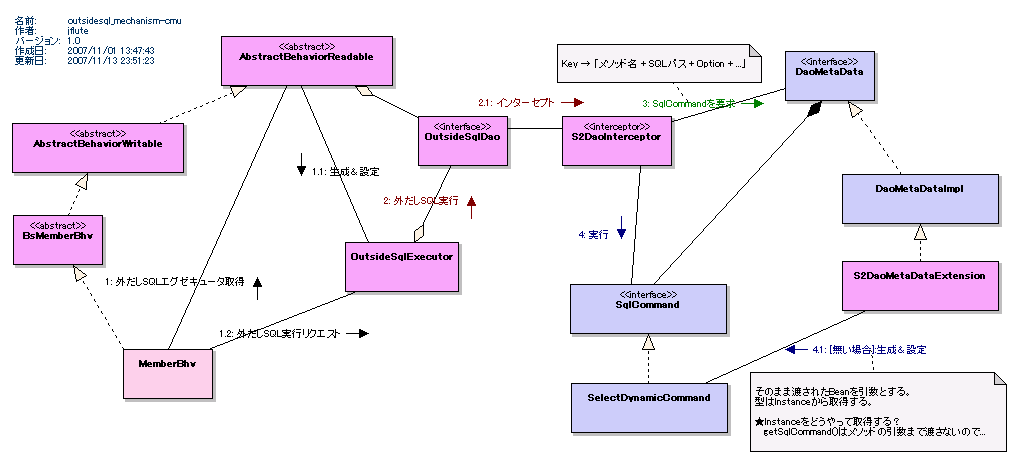 名前: outsidesql_mechanism-cmu
作者: jflute
バージョン: 1.0
作成日: 2007/11/01 13:47:43
更新日: 2007/11/13 23:51:23
<<abstract>>
AbstractBehaviorReadable
Key → 「メソッド名 + SQLパス + Option + ...」
<<interface>>
DaoMetaData
2.1: インターセプト
3: SqlCommandを要求
<<abstract>>
AbstractBehaviorWritable
<<interface>>
OutsideSqlDao
<<interceptor>>
S2DaoInterceptor
1.1: 生成 & 設定
DaoMetaDataImpl
2: 外だしSQL実行
<<abstract>>
BsMemberBhv
4: 実行
OutsideSqlExecutor
S2DaoMetaDataExtension
1: 外だしSQLエグゼキュータ取得
<<interface>>
SqlCommand
1.2: 外だしSQL実行リクエスト
4.1: [無い場合]:生成 & 設定
MemberBhv
SelectDynamicCommand
そのまま渡されたBeanを引数とする。
型はInstanceから取得する。
★Instanceをどうやって取得する?
getSqlCommand()はメソッドの引数まで渡さないので...